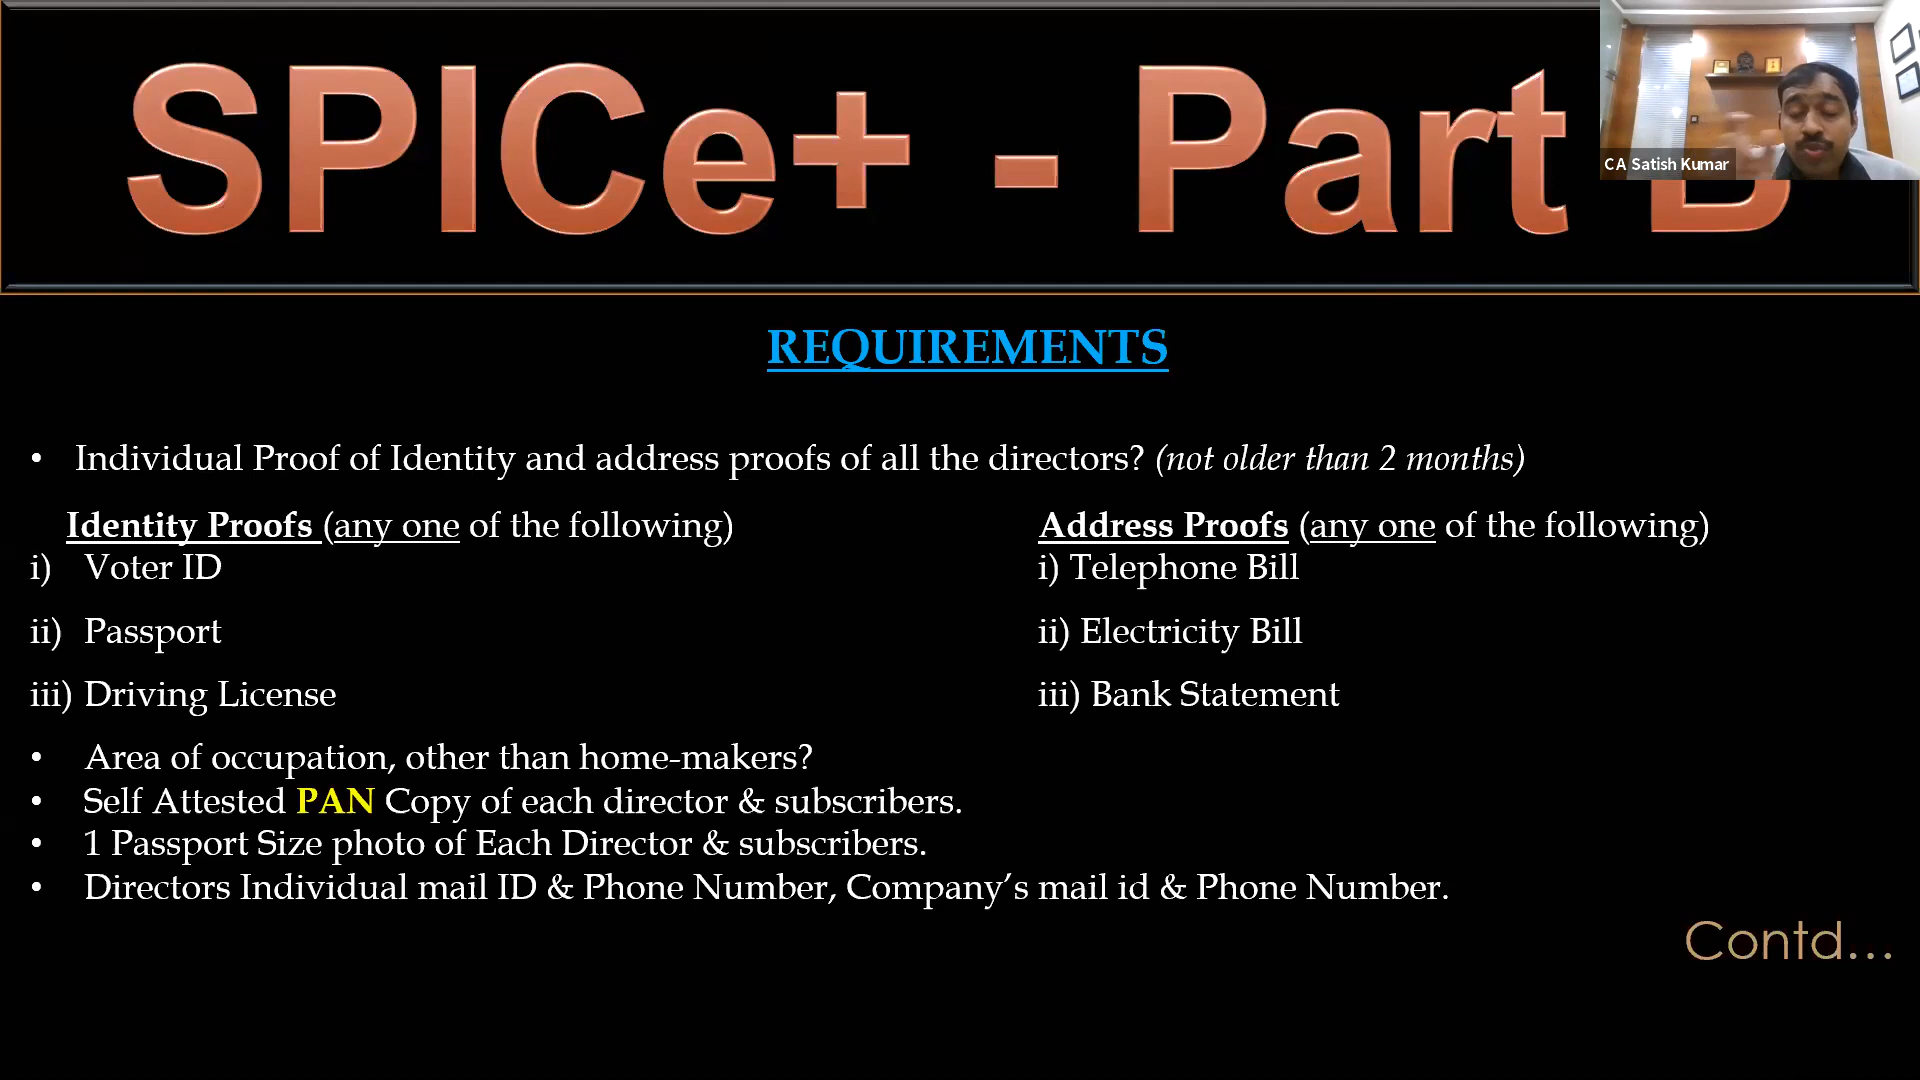 SPICe+ - Part B
CA Satish Kumar
REQUIREMENTS
• Individual Proof of Identity and address proofs of all the directors? (not older than 2 months)
Identity Proofs (any one of the following)
i) Voter ID
ii) Passport
iii) Driving License
Address Proofs (any one of the following)
i) Telephone Bill
ii) Electricity Bill
iii) Bank Statement
• Area of occupation, other than home-makers?
• Self Attested PAN Copy of each director & subscribers.
• 1 Passport Size photo of Each Director & subscribers.
• Directors Individual mail ID & Phone Number, Company’s mail id & Phone Number.
Contd...